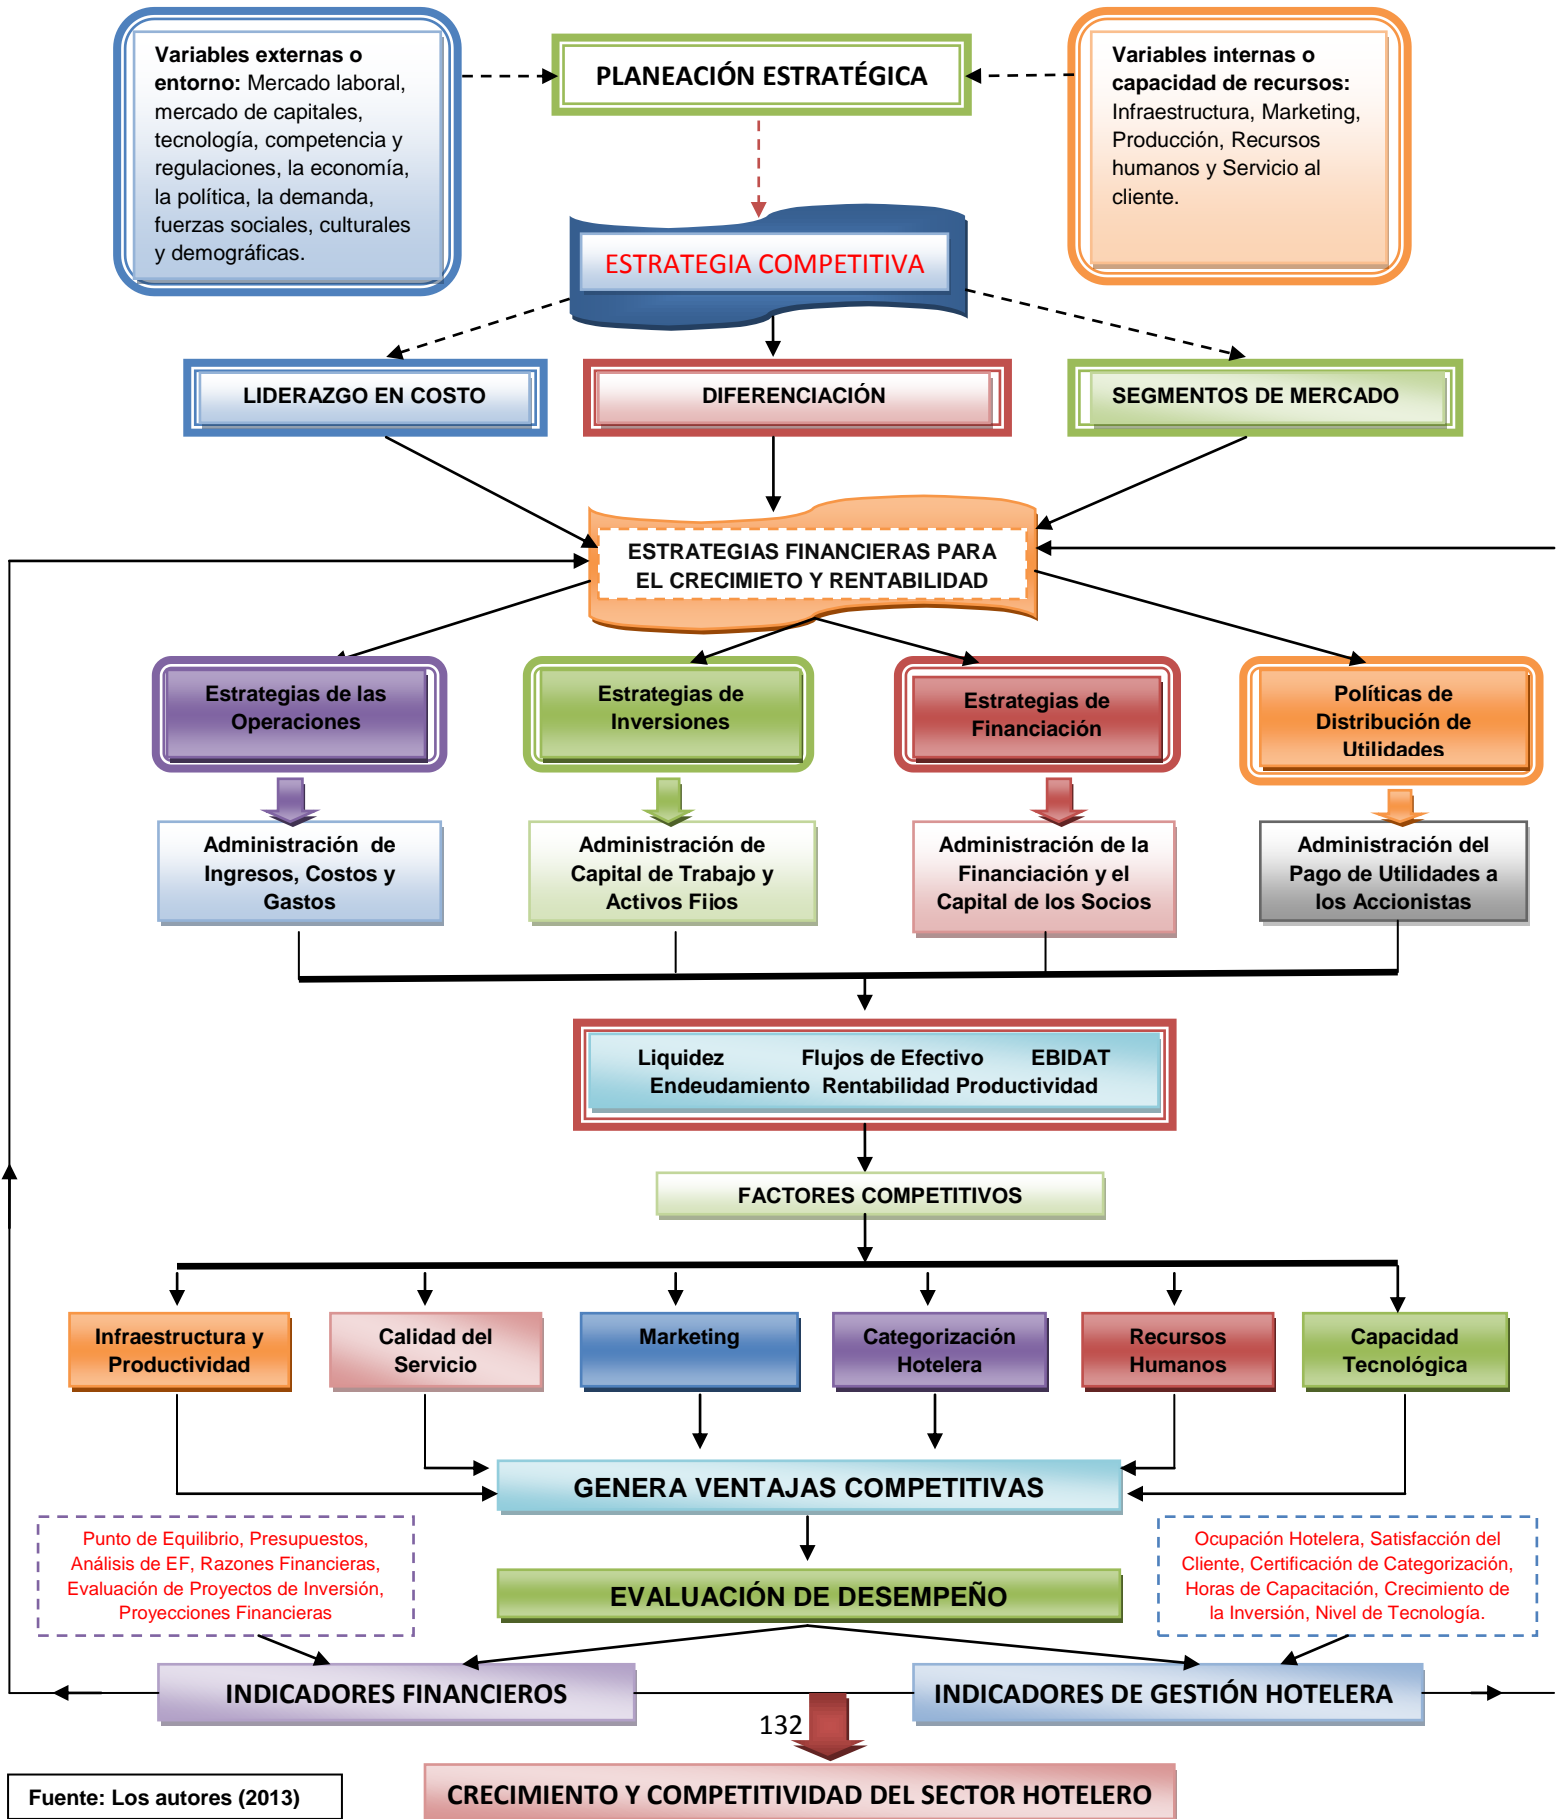 Variables externas o
entorno: Mercado laboral,
mercado de capitales,
tecnología, competencia y
regulaciones, la economía,
la política, la demanda,
fuerzas sociales, culturales
y demográficas.
PLANEACIÓN ESTRATÉGICA
Variables internas o
capacidad de recursos:
Infraestructura, Marketing,
Producción, Recursos
humanos y Servicio al
cliente.
ESTRATEGIA COMPETITIVA
LIDERAZGO EN COSTO
DIFERENCIACIÓN
SEGMENTOS DE MERCADO
ESTRATEGIAS FINANCIERAS PARA
EL CRECIMIETO Y RENTABILIDAD
Estrategias de las
Operaciones
Estrategias de
Inversiones
Estrategias de
Financiación
Políticas de
Distribución de
Utilidades
Administración de
Ingresos, Costos y
Gastos
Administración de
Capital de Trabajo y
Activos Fijos
Administración de la
Financiación y el
Capital de los Socios
Administración del
Pago de Utilidades a
los Accionistas
Liquidez Flujos de Efectivo EBIDAT
Endeudamiento Rentabilidad Productividad
FACTORES COMPETITIVOS
Infraestructura y
Productividad
Calidad del
Servicio
Marketing
Categorización
Hotelera
Recursos
Humanos
Capacidad
Tecnológica
GENERA VENTAJAS COMPETITIVAS
Punto de Equilibrio, Presupuestos,
Análisis de EF, Razones Financieras,
Evaluación de Proyectos de Inversión,
Proyecciones Financieras
Ocupación Hotelera, Satisfacción del
Cliente, Certificación de Categorización,
Horas de Capacitación, Crecimiento de
la Inversión, Nivel de Tecnología.
EVALUACIÓN DE DESEMPEÑO
INDICADORES FINANCIEROS
INDICADORES DE GESTIÓN HOTELERA
132
CRECIMIENTO Y COMPETITIVIDAD DEL SECTOR HOTELERO
Fuente: Los autores (2013)